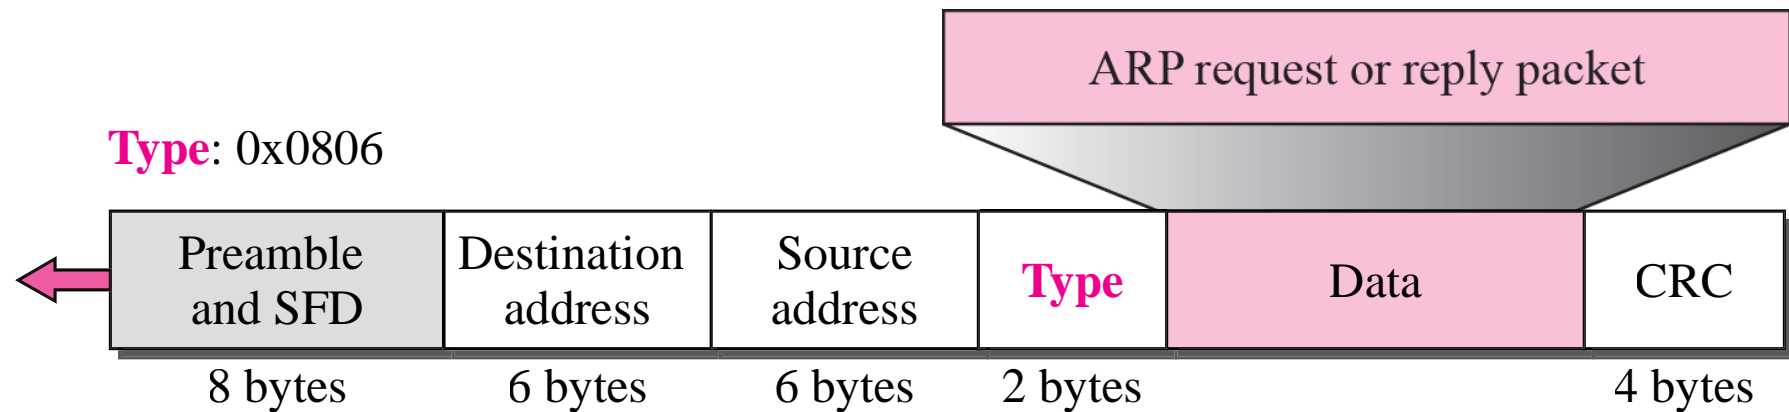 ARP request or reply packet
Type: 0x0806
Preamble
and SFD
Destination
address
Source
address
Type
Data
CRC
8 bytes
6 bytes
6 bytes
2 bytes
4 bytes